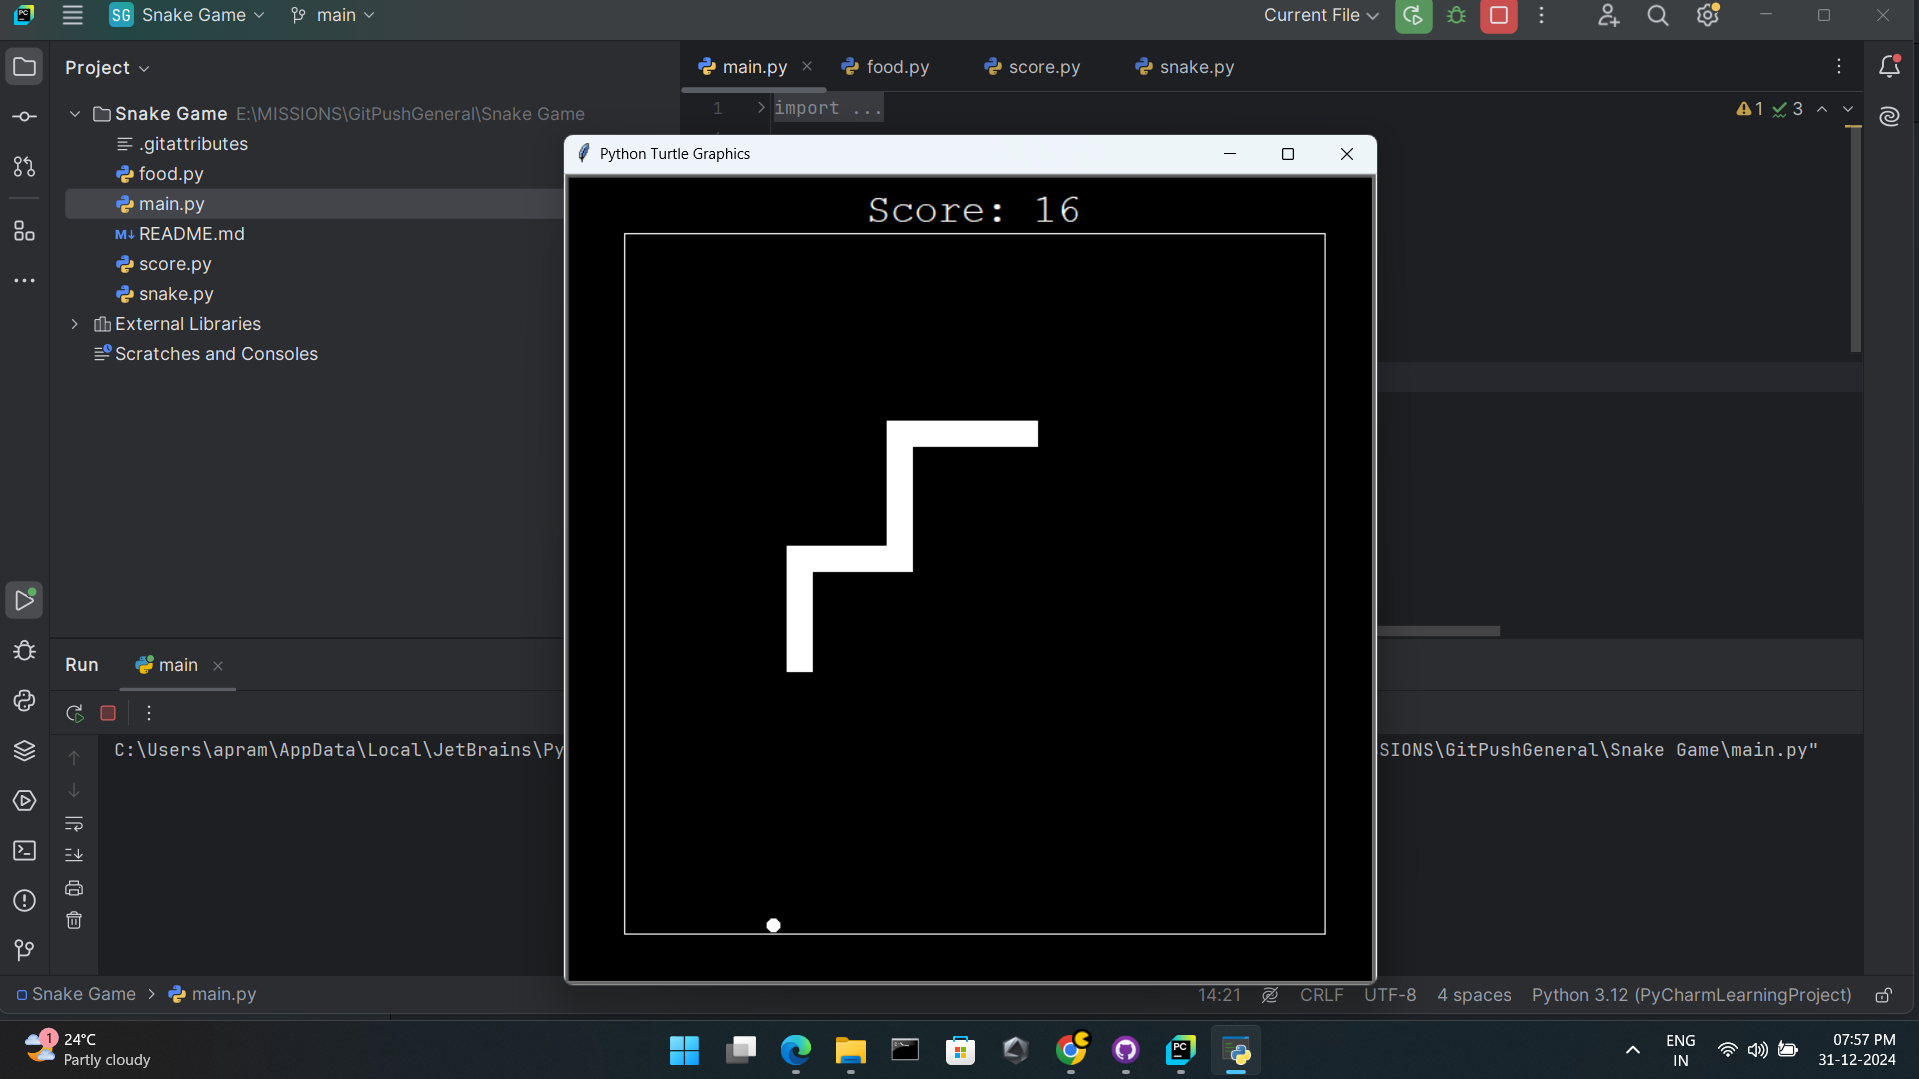 PC
SG Snake Game main
Current File
Project
main.py
food.py
score.py
snake.py
Snake Game E:\MISSIONS\GitPushGeneral\Snake Game
1 import ...
1 3
.gitattributes
Python Turtle Graphics
food.py
main.py
Score: 16
M↓ README.md
score.py
snake.py
External Libraries
Scratches and Consoles
Run main
C:\Users\apram\AppData\Local\JetBrains\Py
SIONS\GitPushGeneral\Snake Game\main.py"
Snake Game > main.py
14:21 CRLF UTF-8 4 spaces Python 3.12 (PyCharmLearningProject)
1
24°C
Partly cloudy
PC
ENG
IN
07:57 PM
31-12-2024